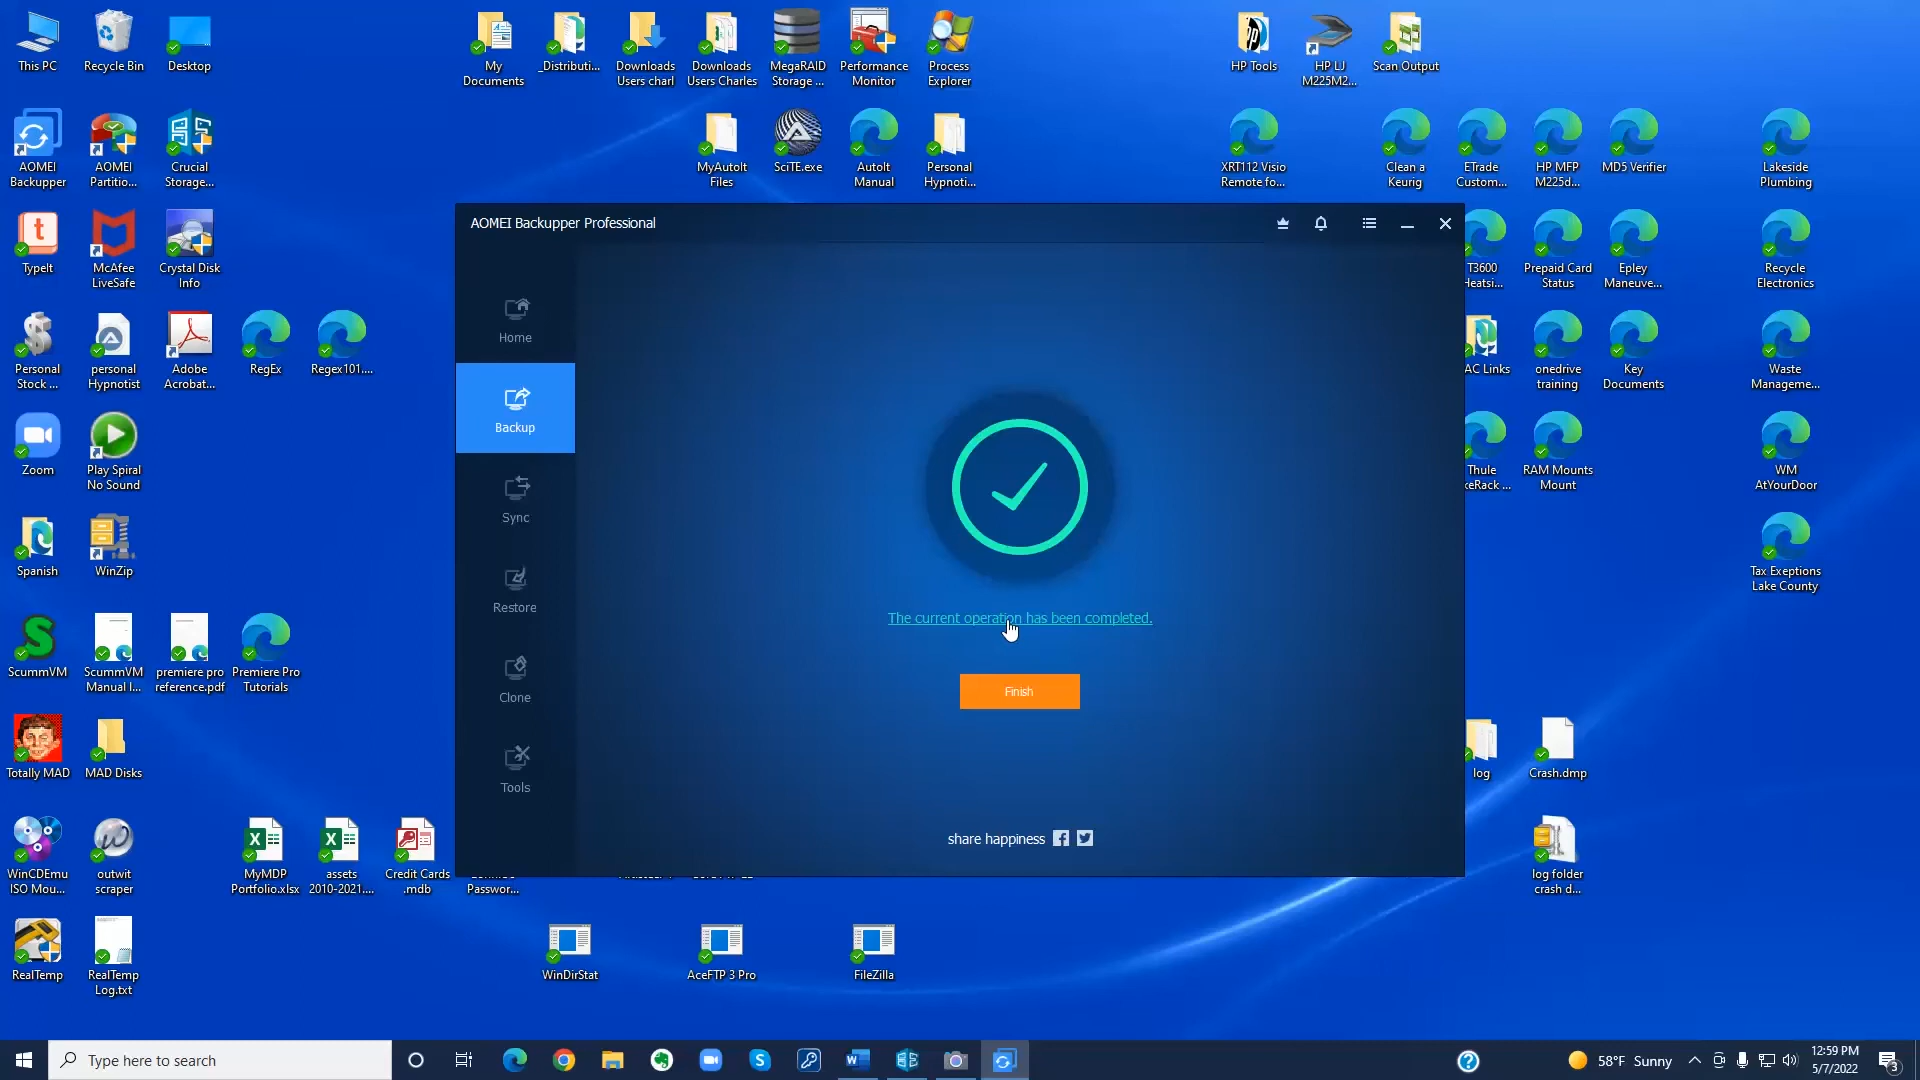 This PC
Recycle Bin
Desktop
My
Documents
_Distributi...
Downloads
Users charl
Downloads
Users Charles
MegaRAID
Storage ...
Performance
Monitor
Process
Explorer
HP Tools
HP LJ
M225M2...
Scan Output
AOMEI
Backupper
AOMEI
Partitio...
Crucial
Storage...
MyAutoIt
Files
SciTE.exe
AutoIt
Manual
Personal
Hypnoti...
XRT112 Visio
Remote fo...
Clean a
Keurig
ETrade
Custom...
HP MFP
M225d...
MD5 Verifier
Lakeside
Plumbing
TypeIt
McAfee
LiveSafe
Crystal Disk
Info
T3600
Heatsi...
Prepaid Card
Status
Epley
Maneuve...
Recycle
Electronics
Personal
Stock ...
personal
Hypnotist
Adobe
Acrobat...
RegEx
Regex101....
AC Links
onedrive
training
Key
Documents
Waste
Manageme...
Zoom
Play Spiral
No Sound
Thule
keRack ...
RAM Mounts
Mount
WM
AtYourDoor
Spanish
WinZip
Tax Exeptions
Lake County
ScummVM
ScummVM
Manual I...
premiere pro
reference.pdf
Premiere Pro
Tutorials
Totally MAD
MAD Disks
log
Crash.dmp
WinCDEmu
ISO Mou...
outwit
scraper
MyMDP
Portfolio.xlsx
assets
2010-2021....
Credit Cards
.mdb
Passwor...
log folder
crash d...
RealTemp
RealTemp
Log.txt
WinDirStat
AceFTP 3 Pro
FileZilla
AOMEI Backupper Professional
Home
Backup
Sync
Restore
Clone
Tools
The current operation has been completed.
Finish
share happiness
Type here to search
58°F Sunny
12:59 PM
5/7/2022
3